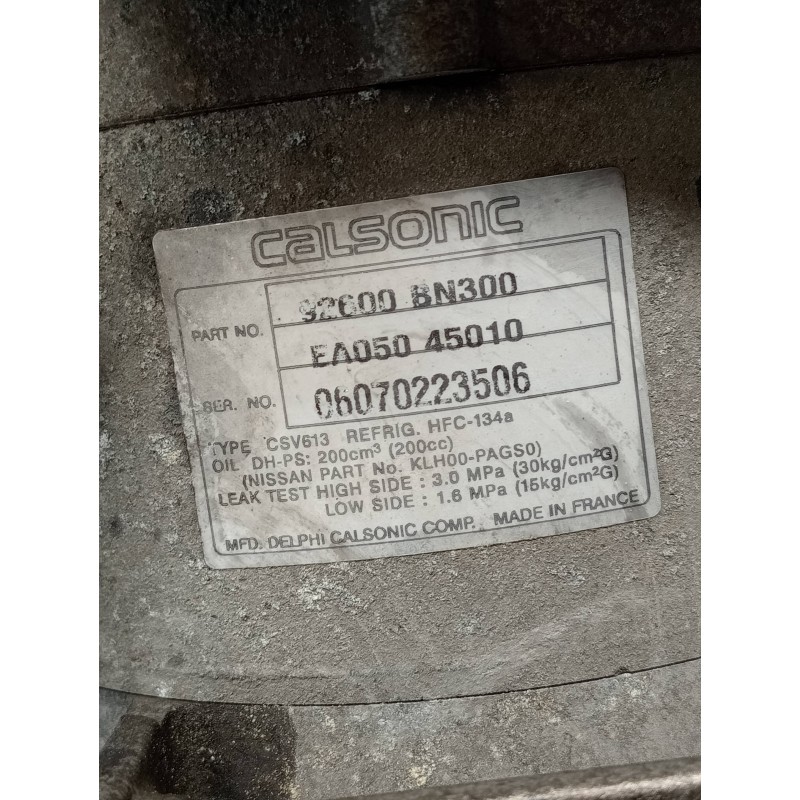 CALSONIC
PART NO. 92600 BN300
EA050 45010
SER. NO. 06070223506
TYPE CSV613 REFRIG. HFC-134a
OIL DH-PS: 200cm³ (200cc)
(NISSAN PART No. KLH00-PAGS0)
LEAK TEST HIGH SIDE : 3.0 MPa (30kg/cm²G)
LOW SIDE : 1.6 MPa (15kg/cm²G)
MFD. DELPHI CALSONIC COMP. MADE IN FRANCE